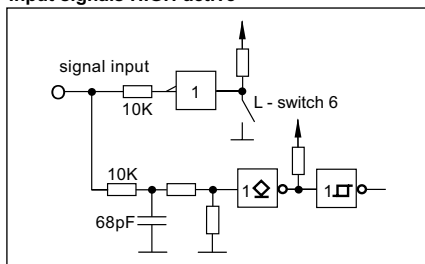 Input signals HIGH active
signal input
1
10K
L - switch 6
10K
1
1
68pF